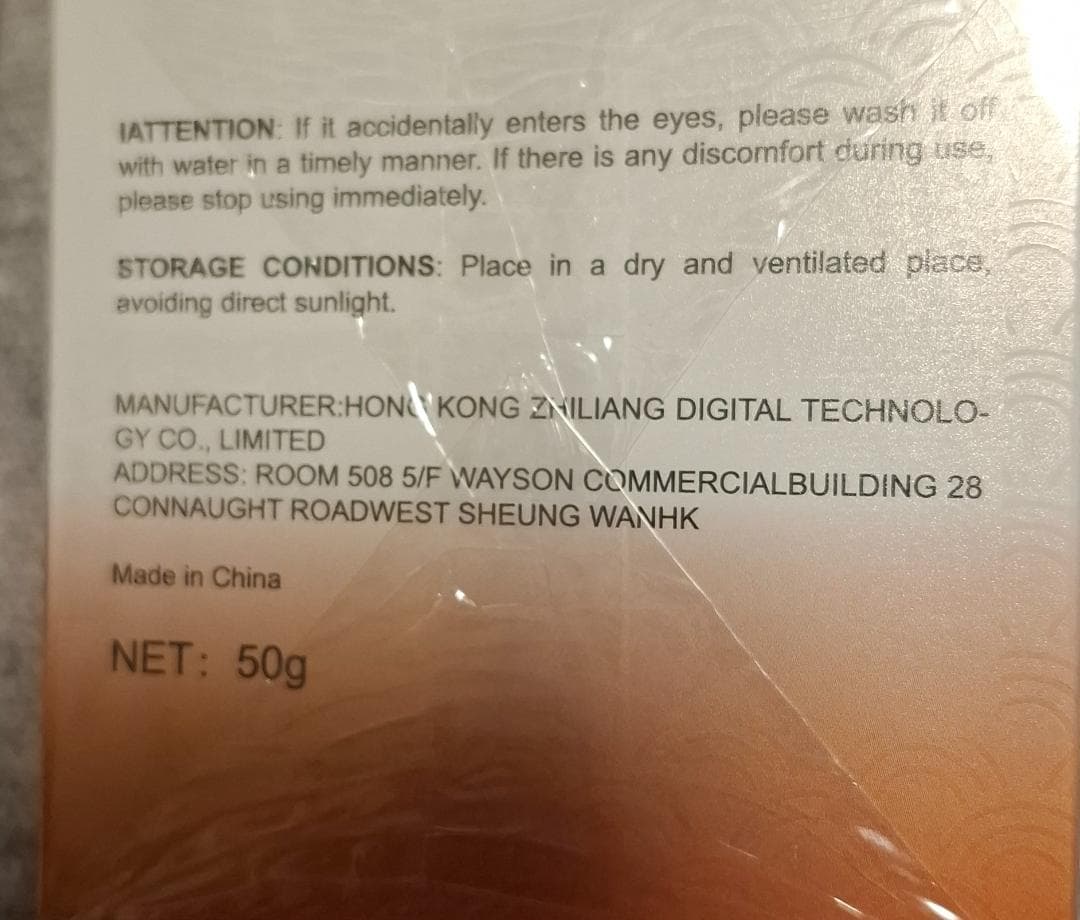 !ATTENTION: If it accidentally enters the eyes, please wash it off
with water in a timely manner. If there is any discomfort during use,
please stop using immediately.
STORAGE CONDITIONS: Place in a dry and ventilated place,
avoiding direct sunlight.
MANUFACTURER:HONG KONG ZHILIANG DIGITAL TECHNOLO-
GY CO., LIMITED
ADDRESS: ROOM 508 5/F WAYSON COMMERCIALBUILDING 28
CONNAUGHT ROADWEST SHEUNG WANHK
Made in China
NET: 50g